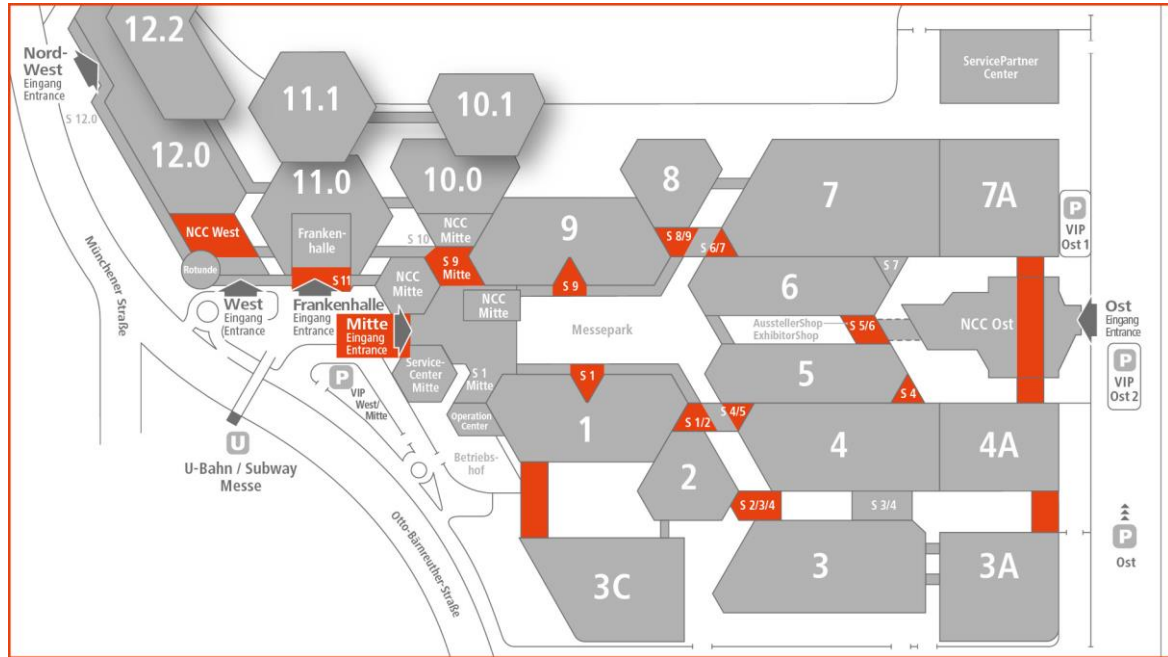 12.2
Nord-
West
Eingang
Entrance
S 12.0
12.0
11.1
10.1
11.0
10.0
ServicePartner
Center
8
7
7A
P
VIP
Ost 1
NCC West
Franken-
halle
S 10
NCC
Mitte
S 9
Mitte
9
S 8/9
S 6/7
Rotunde
S 11
NCC
Mitte
S 9
NCC
Mitte
6
S 7
Münchener Straße
West
Eingang
(Entrance
Frankenhalle
Eingang
Entrance
Mitte
Eingang
Entrance
Messepark
AusstellerShop
ExhibitorShop
S 5/6
NCC Ost
Ost
Eingang
Entrance
P
VIP
West/
Mitte
Service-
Center
Mitte
S 1
Mitte
S 1
5
S 4
P
VIP
Ost 2
Operation
Center
1
S 1/2
S 4/5
4
4A
U
U-Bahn / Subway
Messe
Betriebs-
hof
2
S 2/3/4
S 3/4
Otto-Bärnreuther-Straße
3C
3
3A
P
Ost